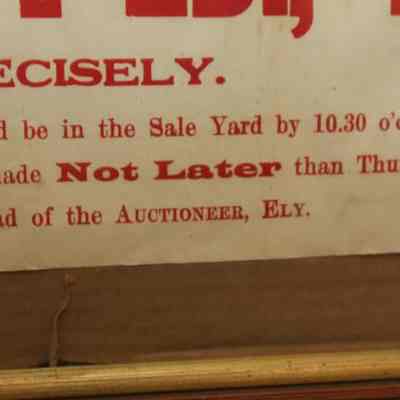 ECISELY.
d be in the Sale Yard by 10.30 o'c
ade Not Later than Thu
d of the AUCTIONEER, ELY.